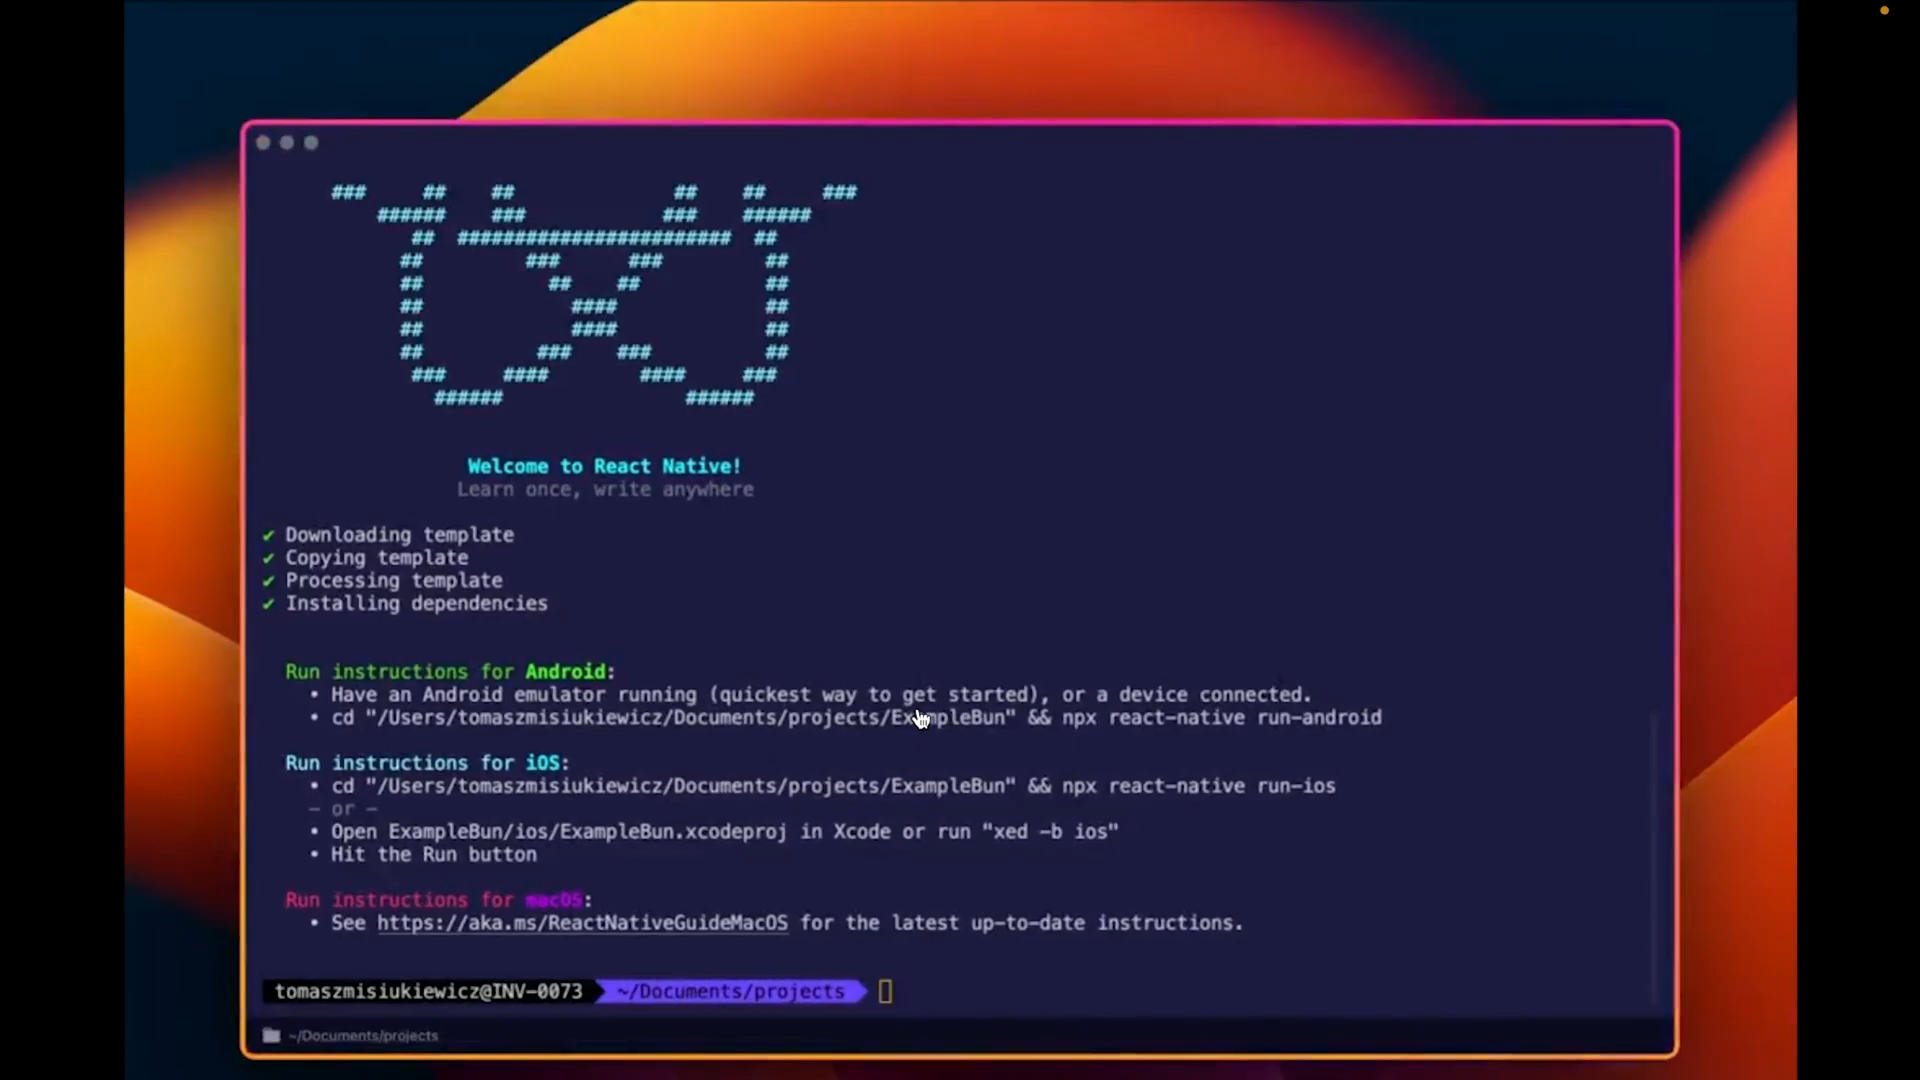 ###     ##    ##              ##    ##     ###
######    ###            ###    ######
## ######################## ##
##         ###      ###         ##
##           ##    ##           ##
##             ####             ##
##             ####             ##
##          ###    ###          ##
###     ####        ####     ###
######                ######
Welcome to React Native!
Learn once, write anywhere
✔ Downloading template
✔ Copying template
✔ Processing template
✔ Installing dependencies
Run instructions for Android:
• Have an Android emulator running (quickest way to get started), or a device connected.
• cd "/Users/tomaszmisiukiewicz/Documents/projects/ExampleBun" && npx react-native run-android
Run instructions for iOS:
• cd "/Users/tomaszmisiukiewicz/Documents/projects/ExampleBun" && npx react-native run-ios
- or -
• Open ExampleBun/ios/ExampleBun.xcodeproj in Xcode or run "xed -b ios"
• Hit the Run button
Run instructions for macOS:
• See https://aka.ms/ReactNativeGuideMacOS for the latest up-to-date instructions.
tomaszmisiukiewicz@INV-0073 ~/Documents/projects
~/Documents/projects